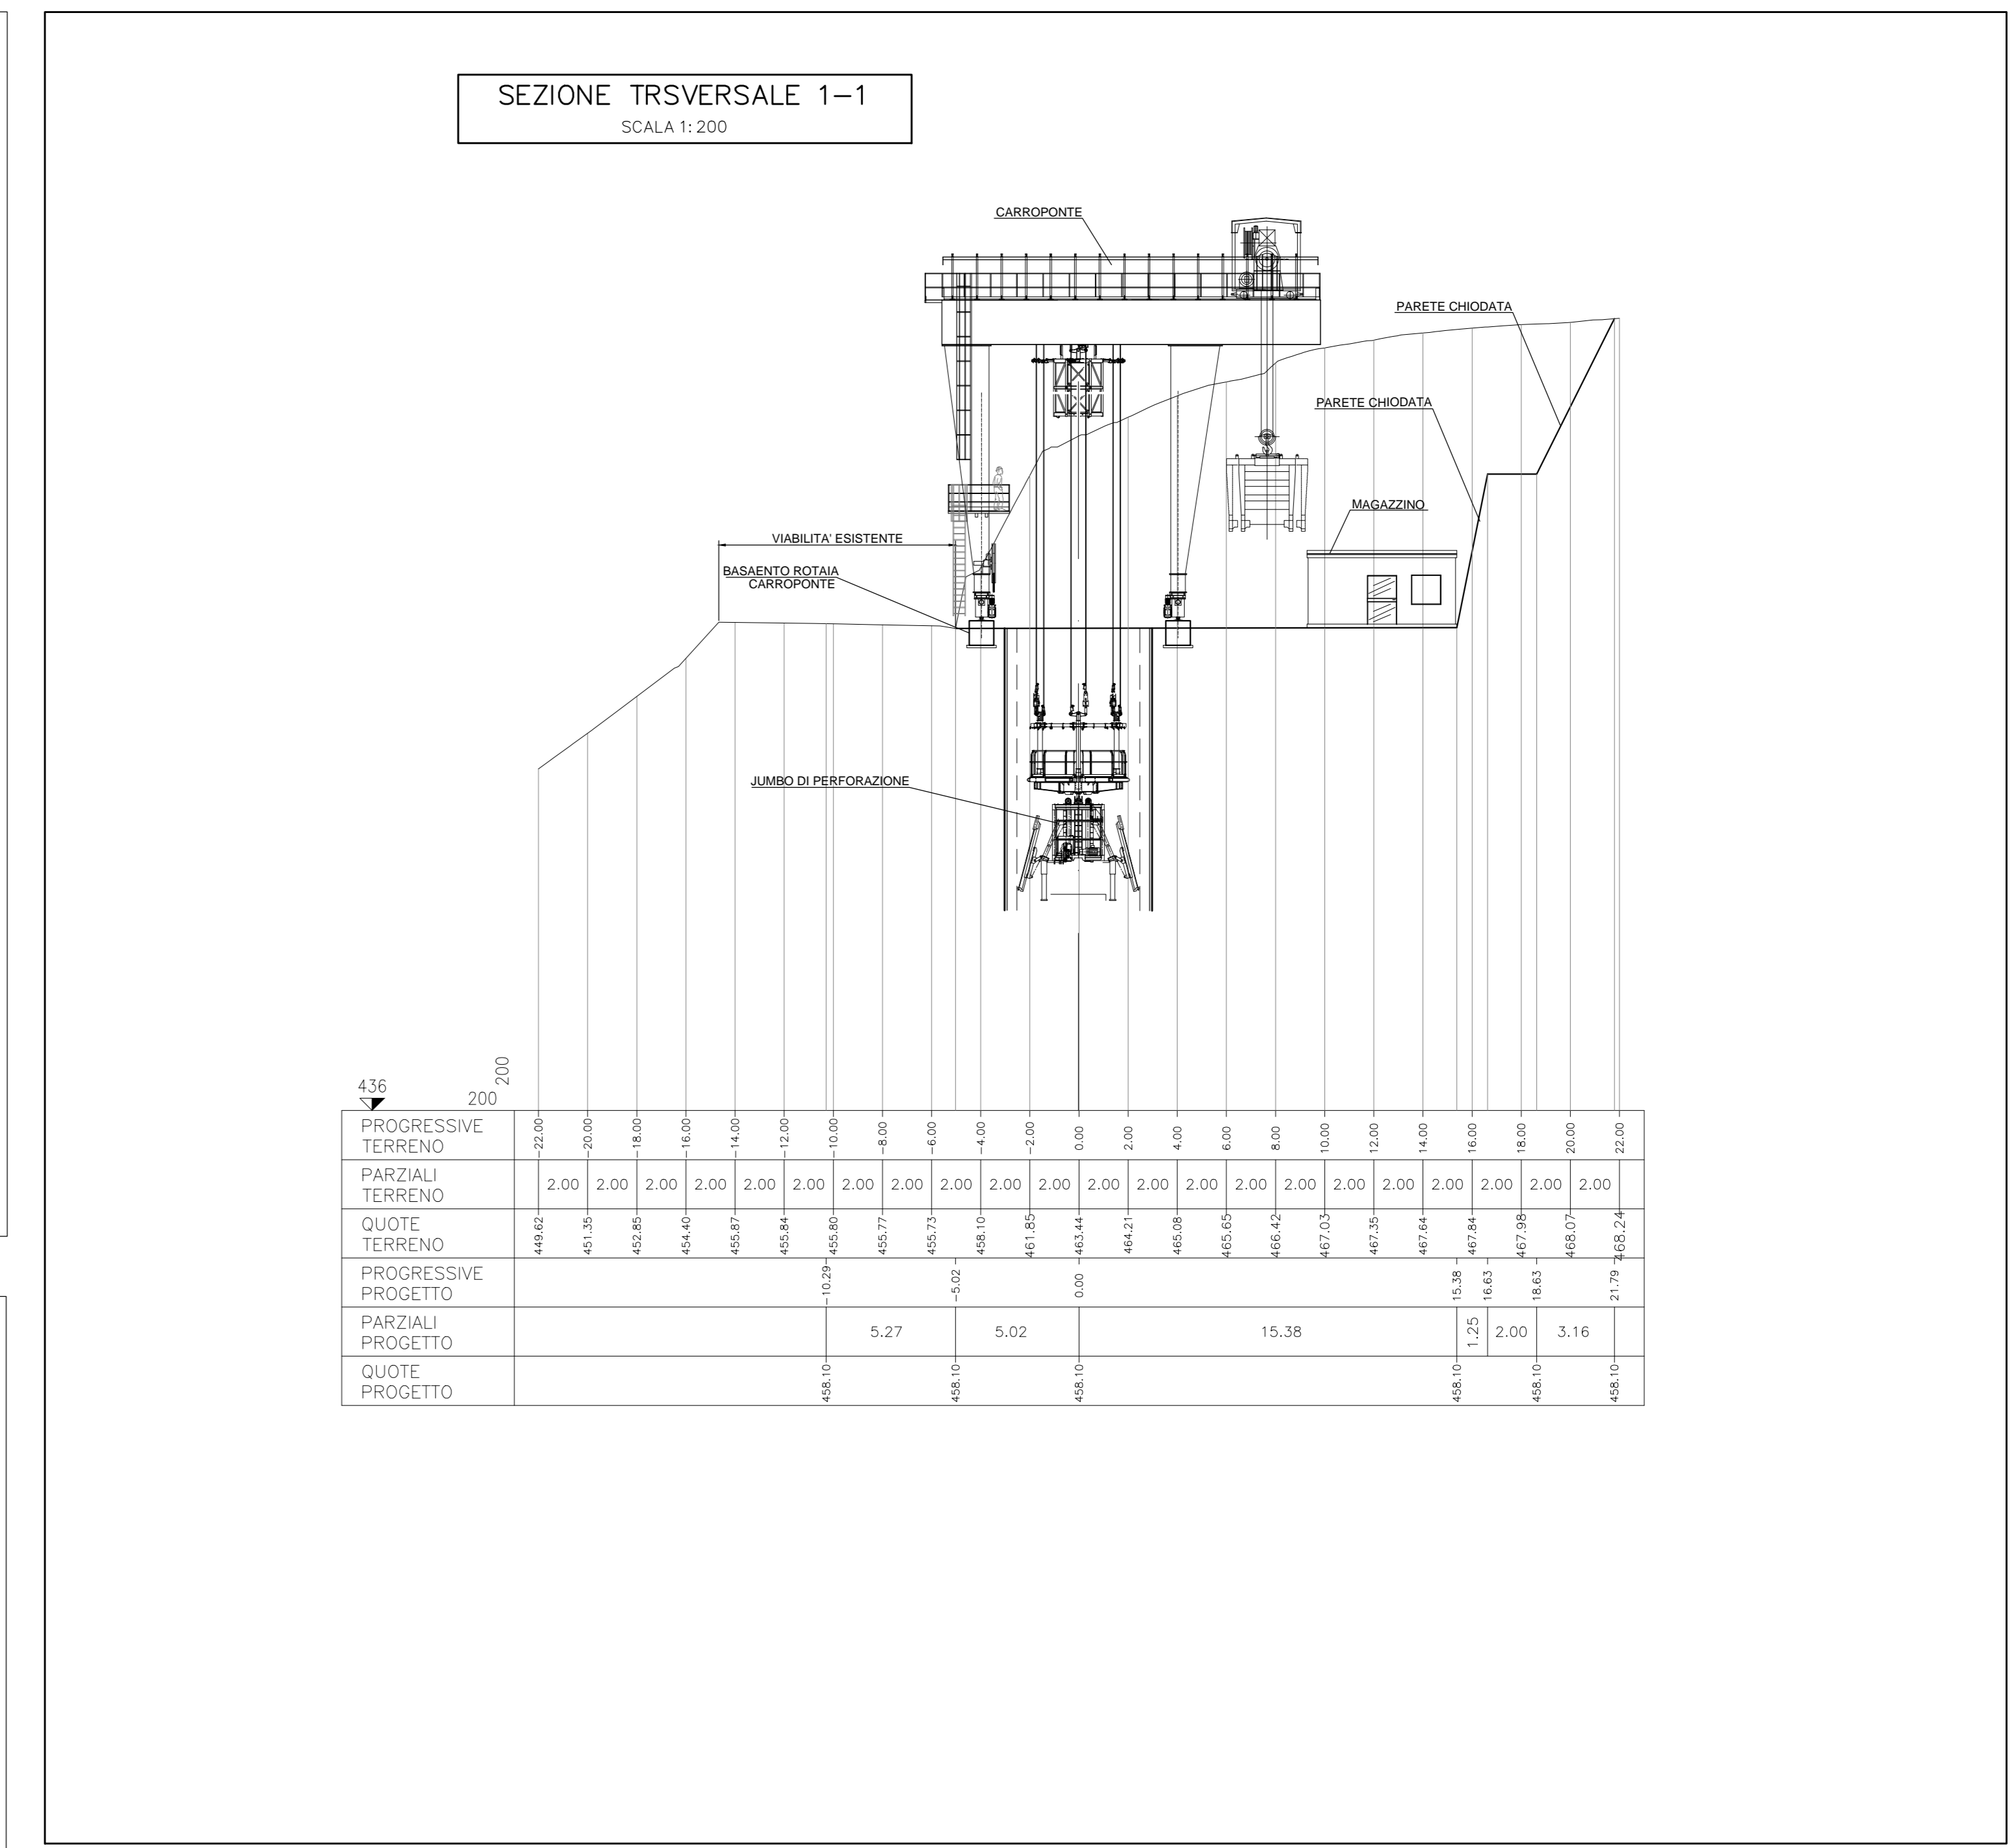 SEZIONE TRSVERSALE 1-1
SCALA 1:200
CARROPONTE
PARETE CHIODATA
PARETE CHIODATA
MAGAZZINO
VIABILITA' ESISTENTE
BASAENTO ROTAIA
CARROPONTE
JUMBO DI PERFORAZIONE
200
436
200
PROGRESSIVE
TERRENO
-22.00 -20.00 -18.00 -16.00 -14.00 -12.00 -10.00 -8.00 -6.00 -4.00 -2.00 0.00 2.00 4.00 6.00 8.00 10.00 12.00 14.00 16.00 18.00 20.00 22.00
PARZIALI
TERRENO
2.00 2.00 2.00 2.00 2.00 2.00 2.00 2.00 2.00 2.00 2.00 2.00 2.00 2.00 2.00 2.00 2.00 2.00 2.00 2.00 2.00 2.00
QUOTE
TERRENO
449.62 451.35 452.85 454.40 455.87 455.84 455.80 455.77 455.73 458.10 461.85 463.44 464.21 465.08 465.65 466.42 467.03 467.35 467.64 467.84 467.98 468.07 468.24
PROGRESSIVE
PROGETTO
-10.29 -5.02 0.00 15.38 16.63 18.63 21.79
PARZIALI
PROGETTO
5.27 5.02 15.38 1.25 2.00 3.16
QUOTE
PROGETTO
458.10 458.10 458.10 458.10 458.10 458.10